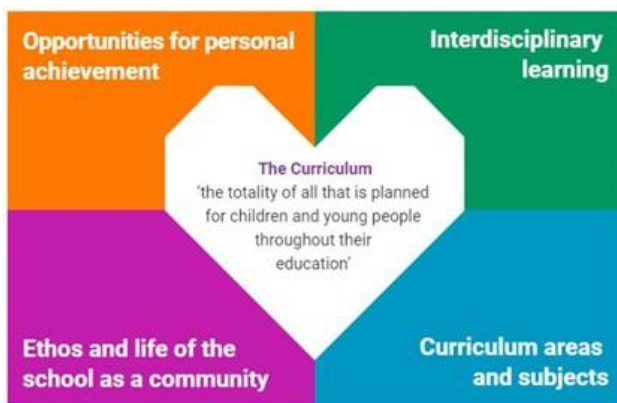 Opportunities for personal
achievement
Interdisciplinary
learning
The Curriculum
'the totality of all that is planned
for children and young people
throughout their
education'
Ethos and life of the
school as a community
Curriculum areas
and subjects